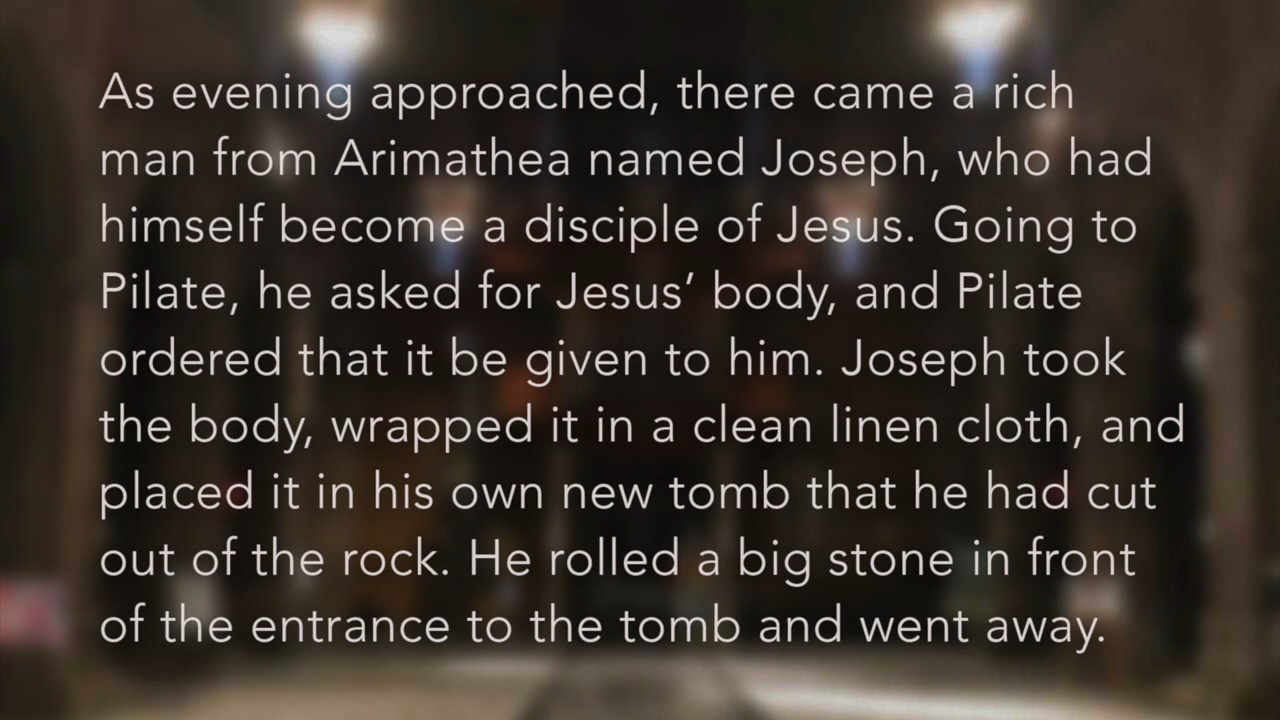 As evening approached, there came a rich
man from Arimathea named Joseph, who had
himself become a disciple of Jesus. Going to
Pilate, he asked for Jesus’ body, and Pilate
ordered that it be given to him. Joseph took
the body, wrapped it in a clean linen cloth, and
placed it in his own new tomb that he had cut
out of the rock. He rolled a big stone in front
of the entrance to the tomb and went away.